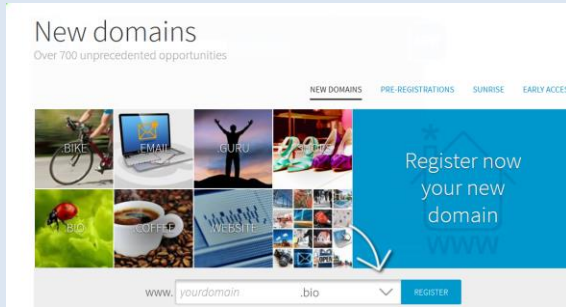 New domains
Over 700 unprecedented opportunities
NEW DOMAINS PRE-REGISTRATIONS SUNRISE EARLY ACCES
.BIKE .EMAIL .GURU
Register now
your new
domain
.BIO .COFFEE .WEBSITE
WWW
www. yourdomain .bio REGISTER